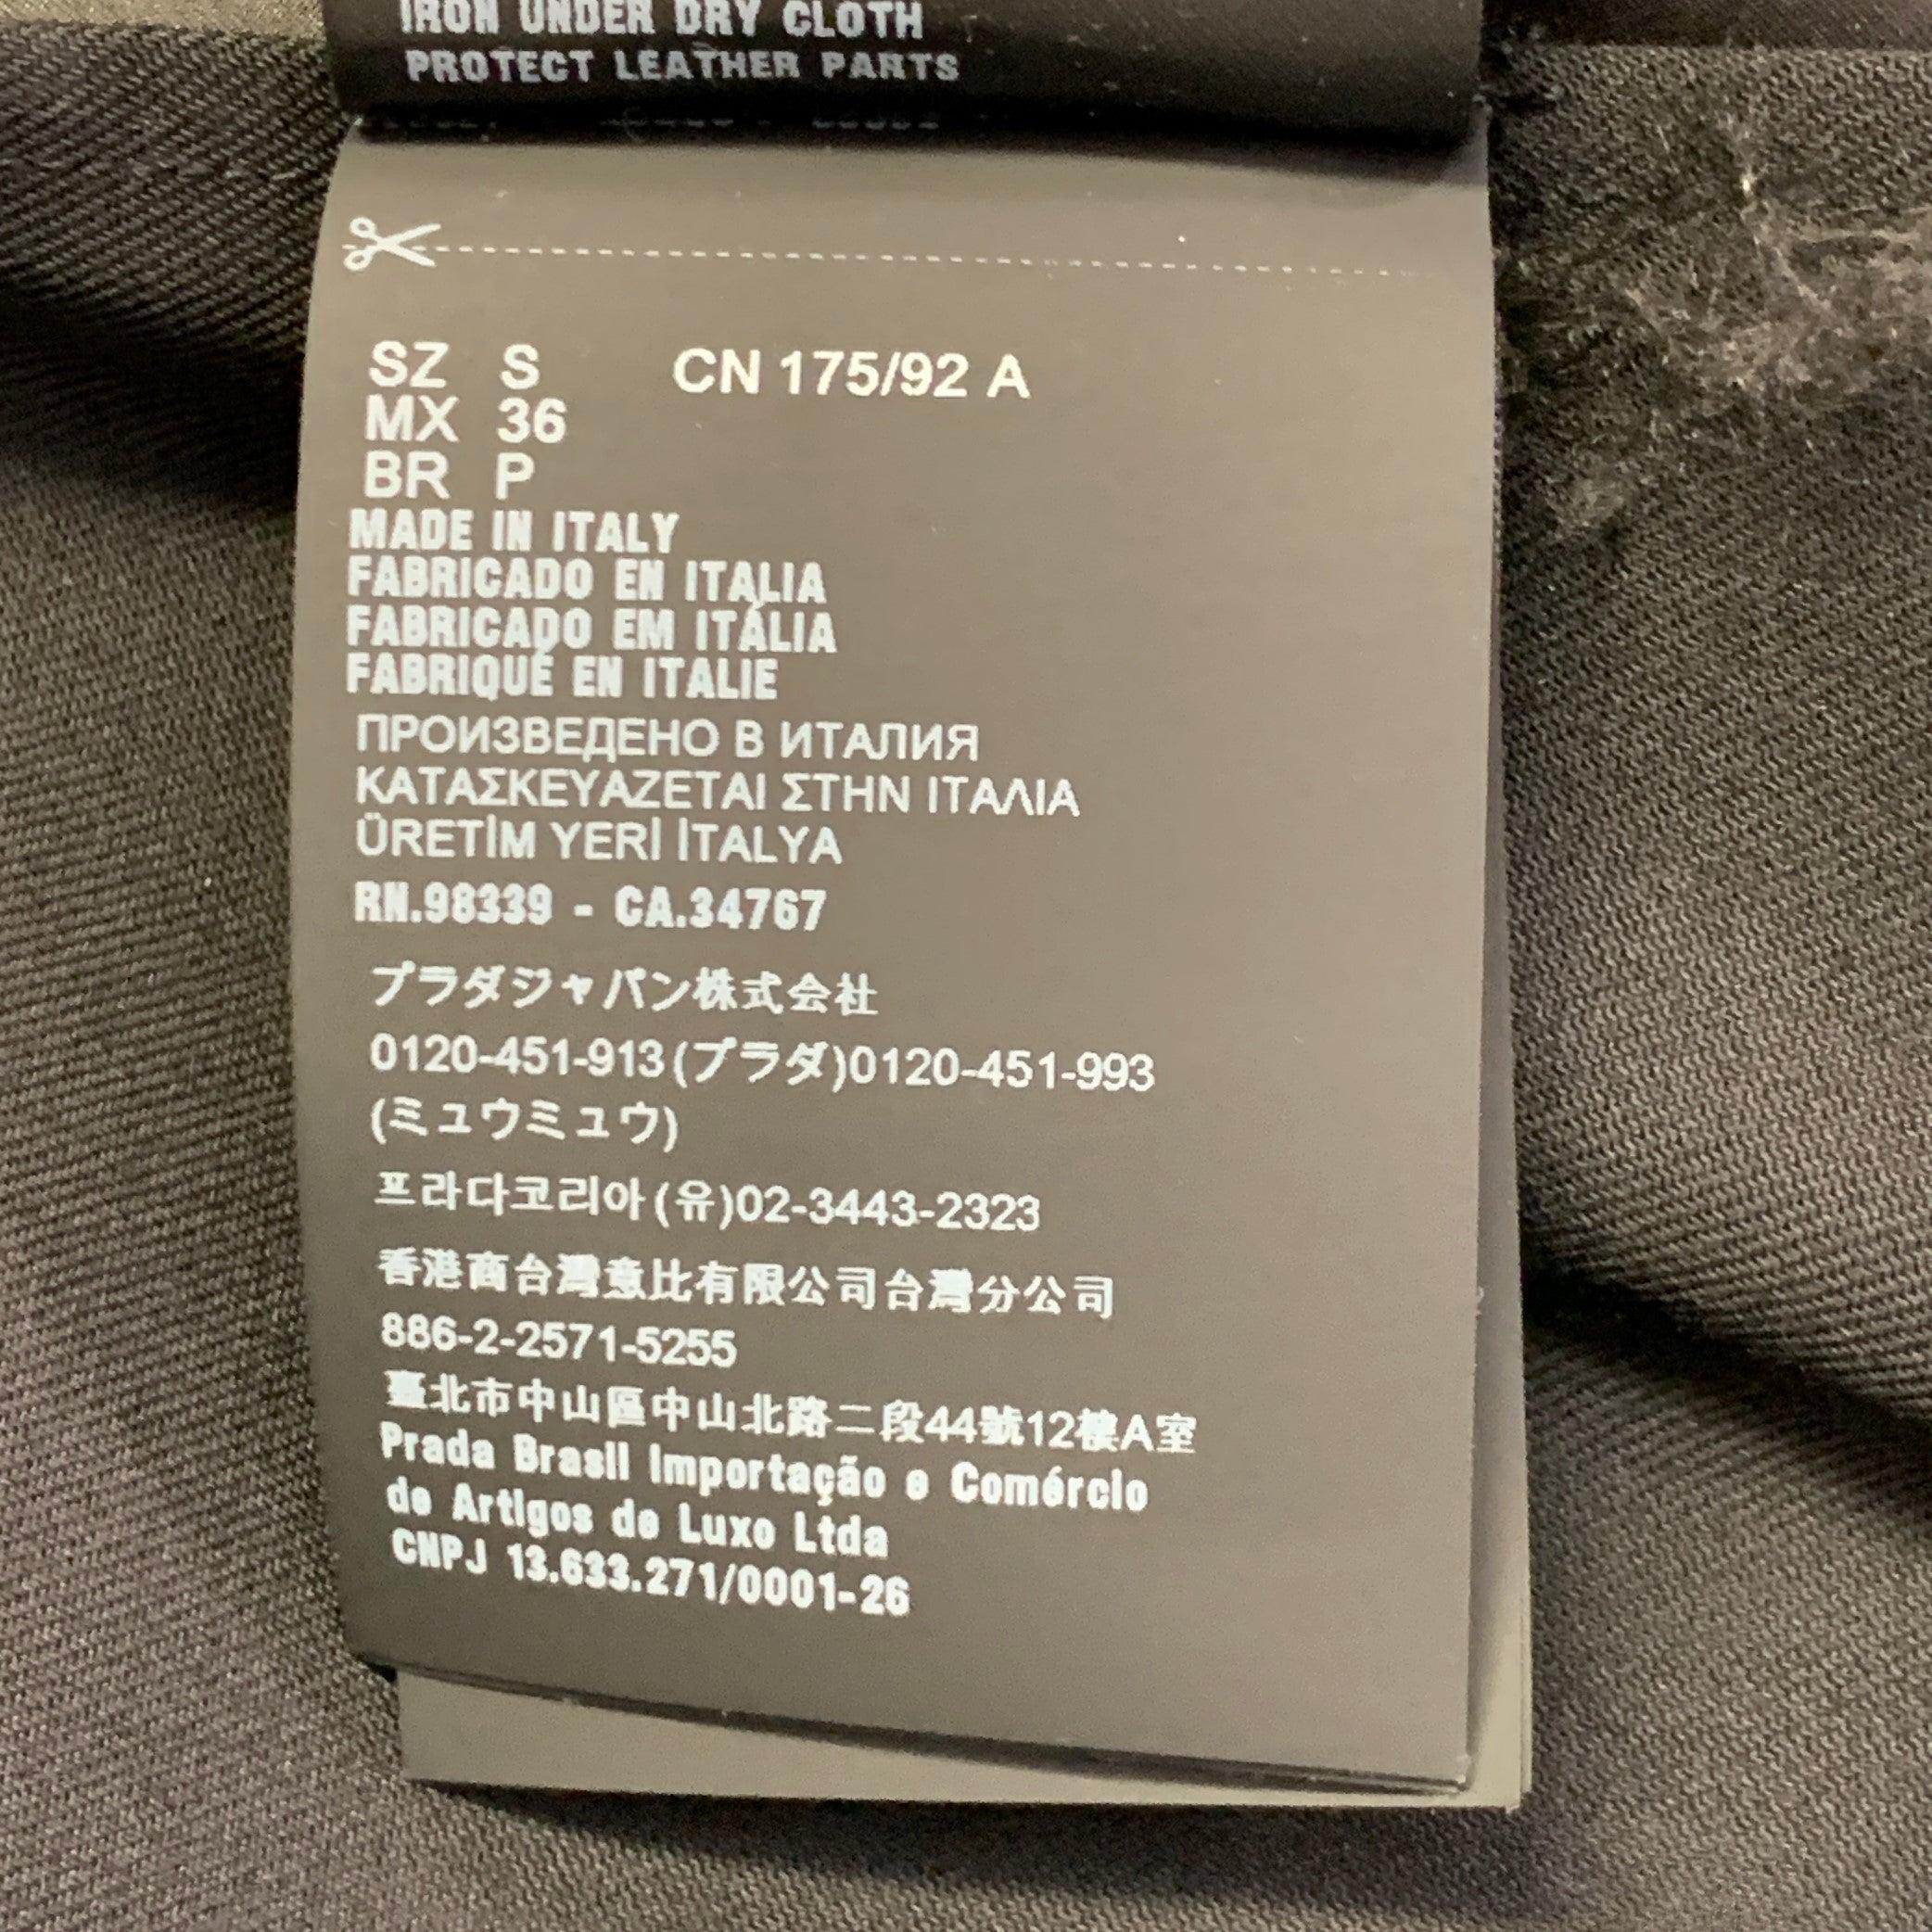 IRON UNDER DRY CLOTH
PROTECT LEATHER PARTS
SZ S CN 175/92 A
MX 36
BR P
MADE IN ITALY
FABRICADO EN ITALIA
FABRICADO EM ITÁLIA
FABRIQUÉ EN ITALIE
ПРОИЗВЕДЕНО В ИТАЛИЯ
ΚΑΤΑΣΚΕΥΑΖΕΤΑΙ ΣΤΗΝ ΙΤΑΛΙΑ
ÜRETİM YERİ İTALYA
RN.98339 - CA.34767
プラダジャパン株式会社
0120-451-913(プラダ)0120-451-993
(ミュウミュウ)
프라다코리아(유)02-3443-2323
香港商台灣意比有限公司台灣分公司
886-2-2571-5255
臺北市中山區中山北路二段44號12樓A室
Prada Brasil Importação e Comércio
de Artigos de Luxo Ltda
CNPJ 13.633.271/0001-26